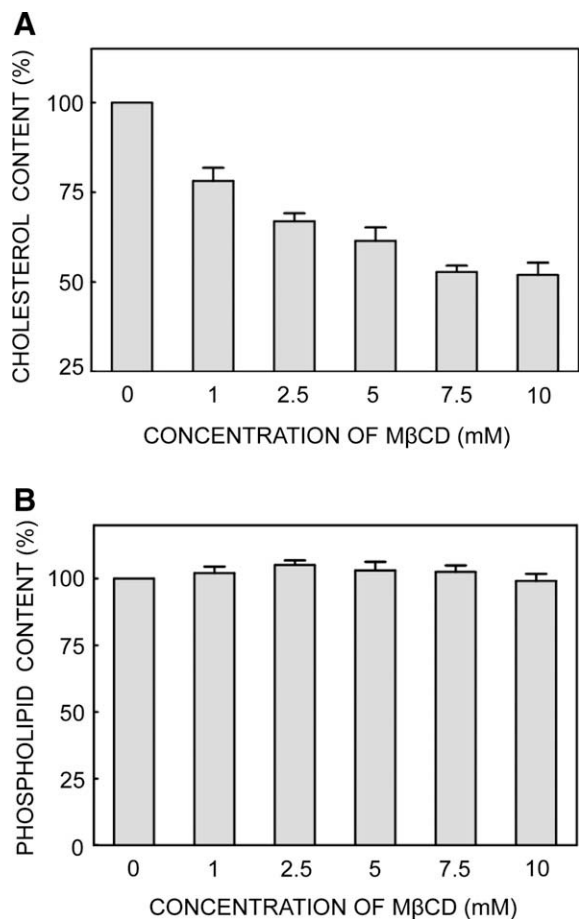 A
CHOLESTEROL CONTENT (%)
100
75
50
25
0 1 2.5 5 7.5 10
CONCENTRATION OF MβCD (mM)
B
PHOSPHOLIPID CONTENT (%)
100
75
50
25
0
0 1 2.5 5 7.5 10
CONCENTRATION OF MβCD (mM)